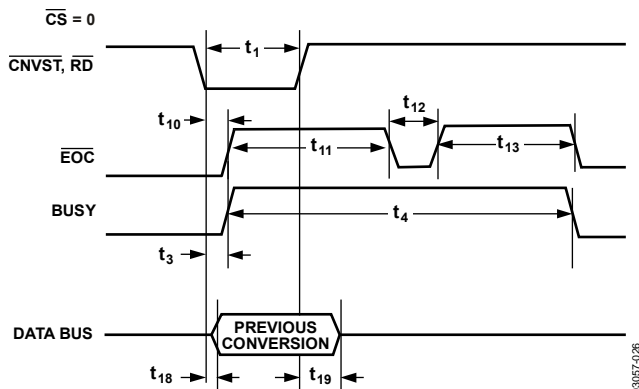 CS = 0
CNVST, RD
t1
t10
t12
EOC
t11
t13
BUSY
t4
t3
DATA BUS
PREVIOUS
CONVERSION
t18
t19
3057-026